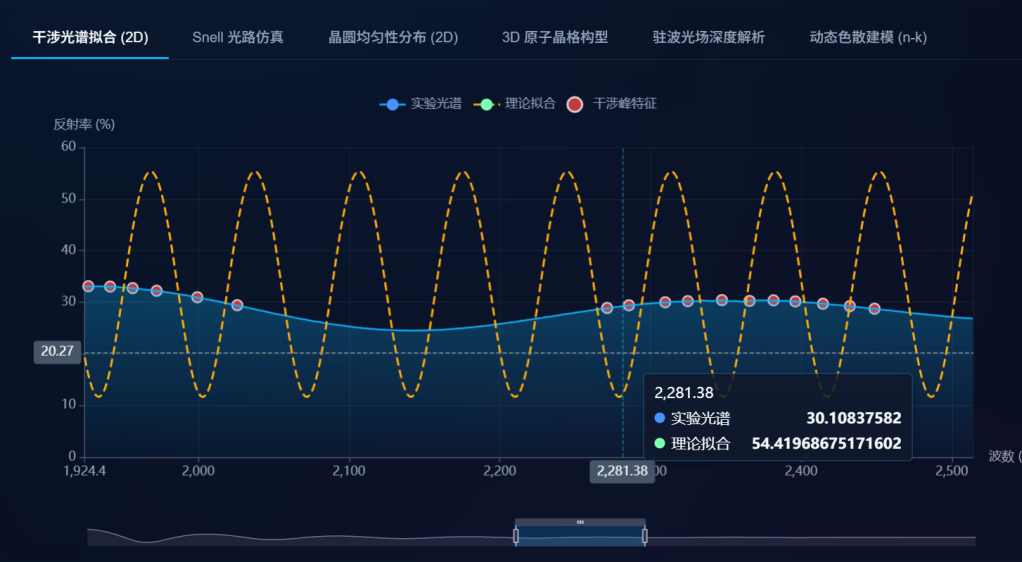 干涉光谱拟合 (2D) Snell 光路仿真 晶圆均匀性分布 (2D) 3D 原子晶格构型 驻波光场深度解析 动态色散建模 (n-k)
实验光谱 理论拟合 干涉峰特征
反射率 (%)
60
50
40
30
20.27
10
0
2,281.38
实验光谱 30.10837582
理论拟合 54.41968675171602
波数 (
1,924.4 2,000 2,100 2,200 2,281.38 00 2,400 2,500